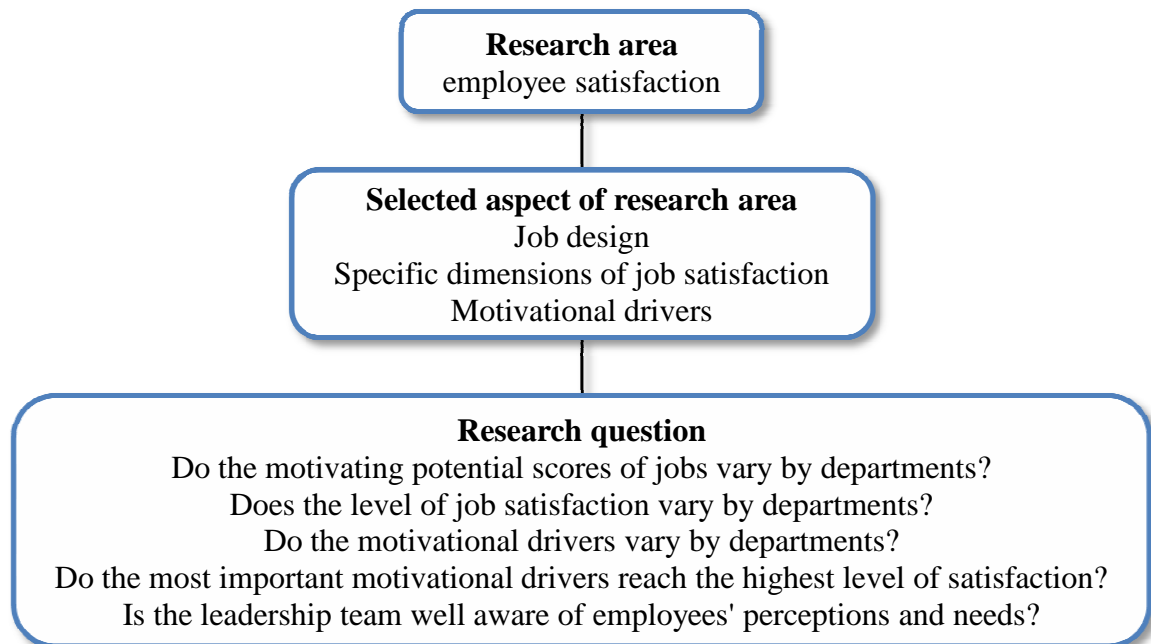 Research area
employee satisfaction
Selected aspect of research area
Job design
Specific dimensions of job satisfaction
Motivational drivers
Research question
Do the motivating potential scores of jobs vary by departments?
Does the level of job satisfaction vary by departments?
Do the motivational drivers vary by departments?
Do the most important motivational drivers reach the highest level of satisfaction?
Is the leadership team well aware of employees' perceptions and needs?